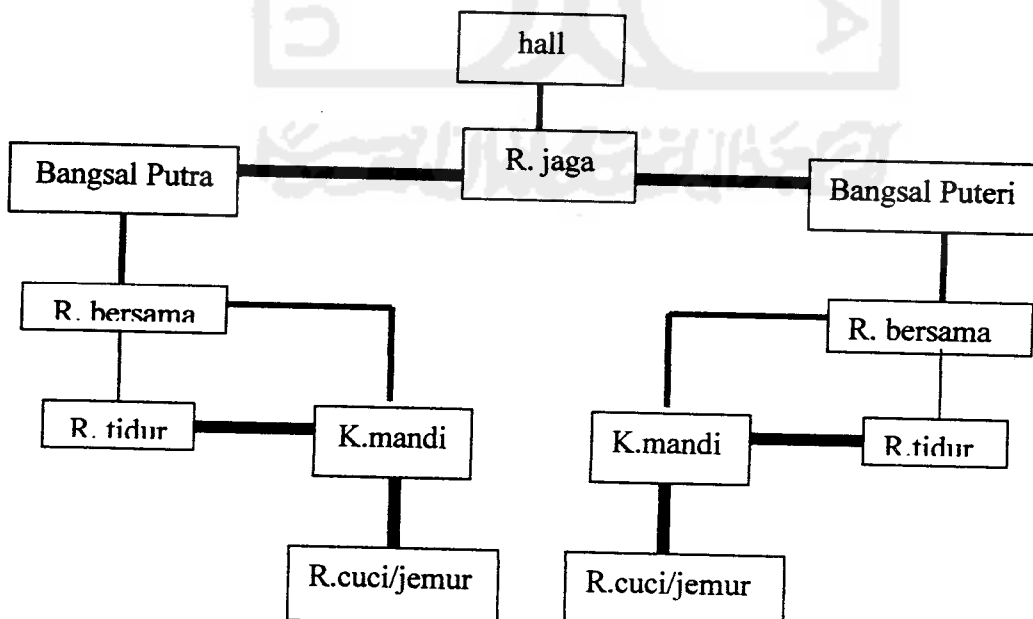 hall
R. jaga
Bangsal Putra
Bangsal Puteri
R. bersama
R. bersama
R. tidur
K.mandi
K.mandi
R.tidur
R.cuci/jemur
R.cuci/jemur